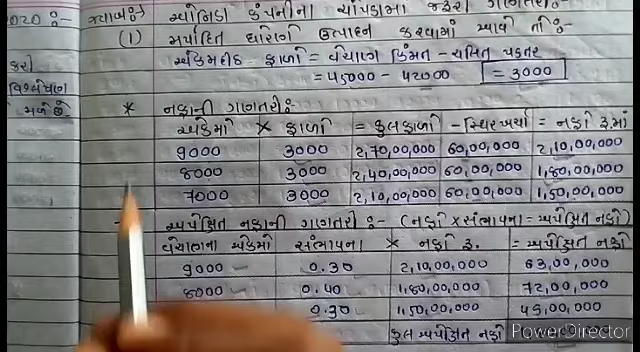 2020 :-
જવાબ:- સ્પોનિડા કંપનીના ચોપડામાં જરૂરી ગાણતરી :-
(1) મર્યાદિત ધોરણે ઉત્પાદન કરવામાં આવે તો :-
એકમદીઠ ફાળો = વેચાણ કિંમત - ચલિત પડતર
= 45000 - 42000 = 3000
કરી
વિશ્લેષણ
મળે છે
* નફાની ગણતરી :-
એકમો × ફાળો = કુલફાળો - સ્થિરખર્ચા = નફો રૂ.માં
9000 3000 2,70,00,000 60,00,000 2,10,00,000
8000 3000 2,40,00,000 60,00,000 1,80,00,000
7000 3000 2,10,00,000 60,00,000 1,50,00,000
અપેક્ષિત નફાની ગણતરી :- (નફો × સંભાવના = અપેક્ષિત નફો)
વેચાણના એકમો સંભાવના × નફો રૂ. = અપેક્ષિત નફો
9000 0.30 2,10,00,000 63,00,000
8000 0.40 1,80,00,000 72,00,000
0.30 1,50,00,000 45,00,000
કુલ અપેક્ષિત નફો
PowerDirector